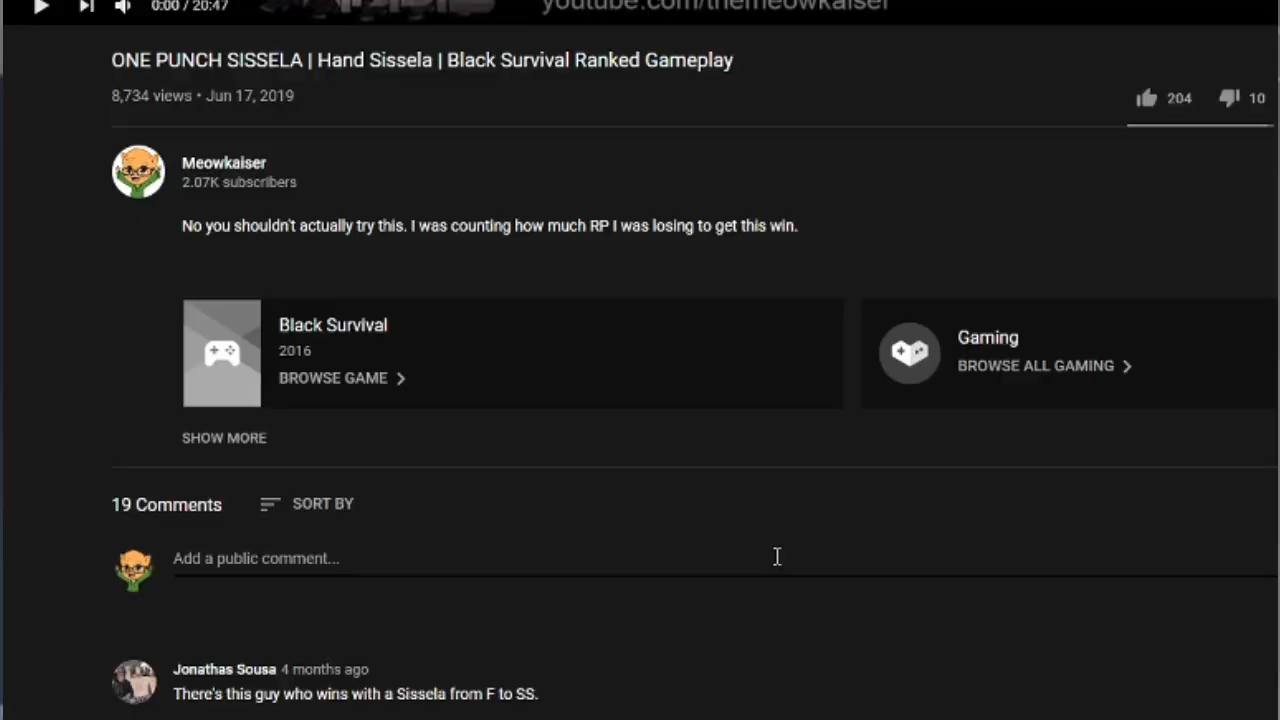 0:00 / 20:47
youtube.com/themeowkaiser
ONE PUNCH SISSELA | Hand Sissela | Black Survival Ranked Gameplay
8,734 views • Jun 17, 2019
204
10
Meowkaiser
2.07K subscribers
No you shouldn't actually try this. I was counting how much RP I was losing to get this win.
Black Survival
2016
BROWSE GAME
Gaming
BROWSE ALL GAMING
SHOW MORE
19 Comments
SORT BY
Add a public comment...
Jonathas Sousa 4 months ago
There's this guy who wins with a Sissela from F to SS.